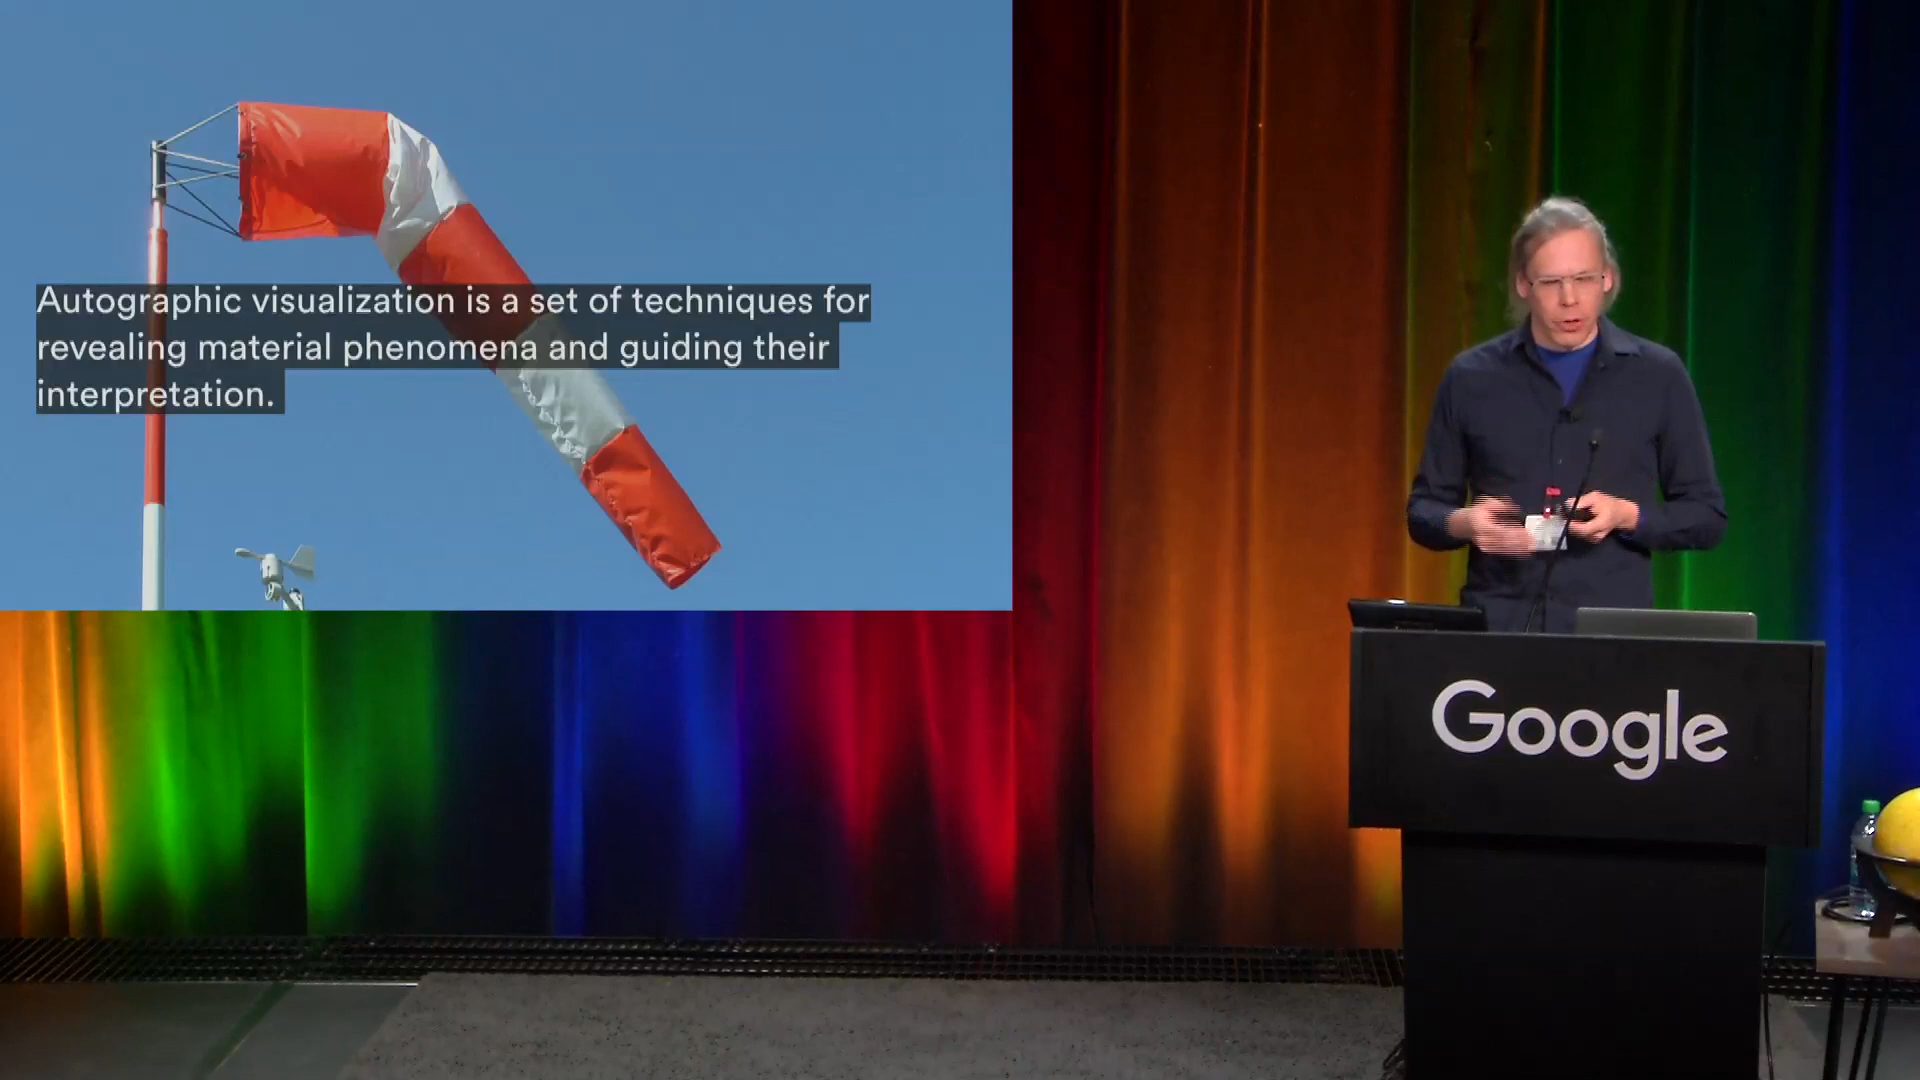 Autographic visualization is a set of techniques for
revealing material phenomena and guiding their
interpretation.
Google